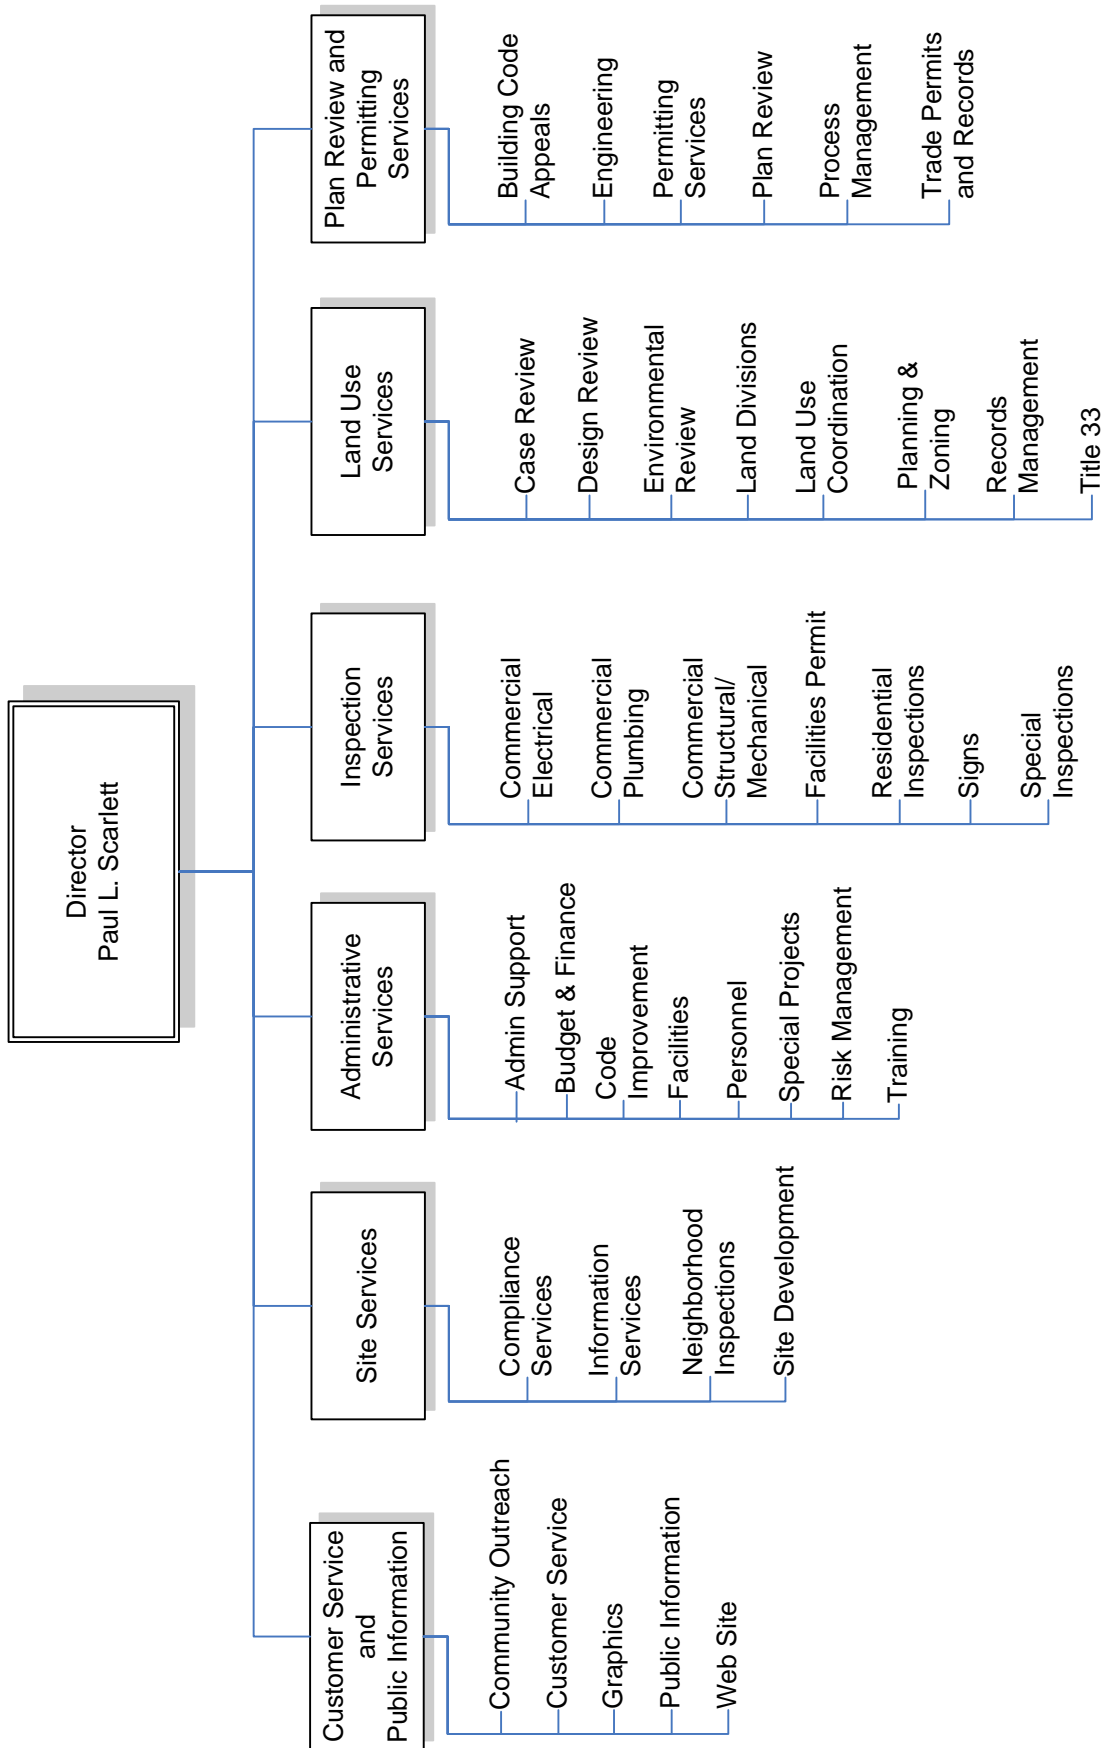 Director
Paul L. Scarlett
Customer Service
and
Public Information
Community Outreach
Customer Service
Graphics
Public Information
Web Site
Site Services
Compliance
Services
Information
Services
Neighborhood
Inspections
Site Development
Administrative
Services
Admin Support
Budget & Finance
Code
Improvement
Facilities
Personnel
Special Projects
Risk Management
Training
Inspection
Services
Commercial
Electrical
Commercial
Plumbing
Commercial
Structural/
Mechanical
Facilities Permit
Residential
Inspections
Signs
Special
Inspections
Land Use
Services
Case Review
Design Review
Environmental
Review
Land Divisions
Land Use
Coordination
Planning &
Zoning
Records
Management
Title 33
Plan Review and
Permitting
Services
Building Code
Appeals
Engineering
Permitting
Services
Plan Review
Process
Management
Trade Permits
and Records